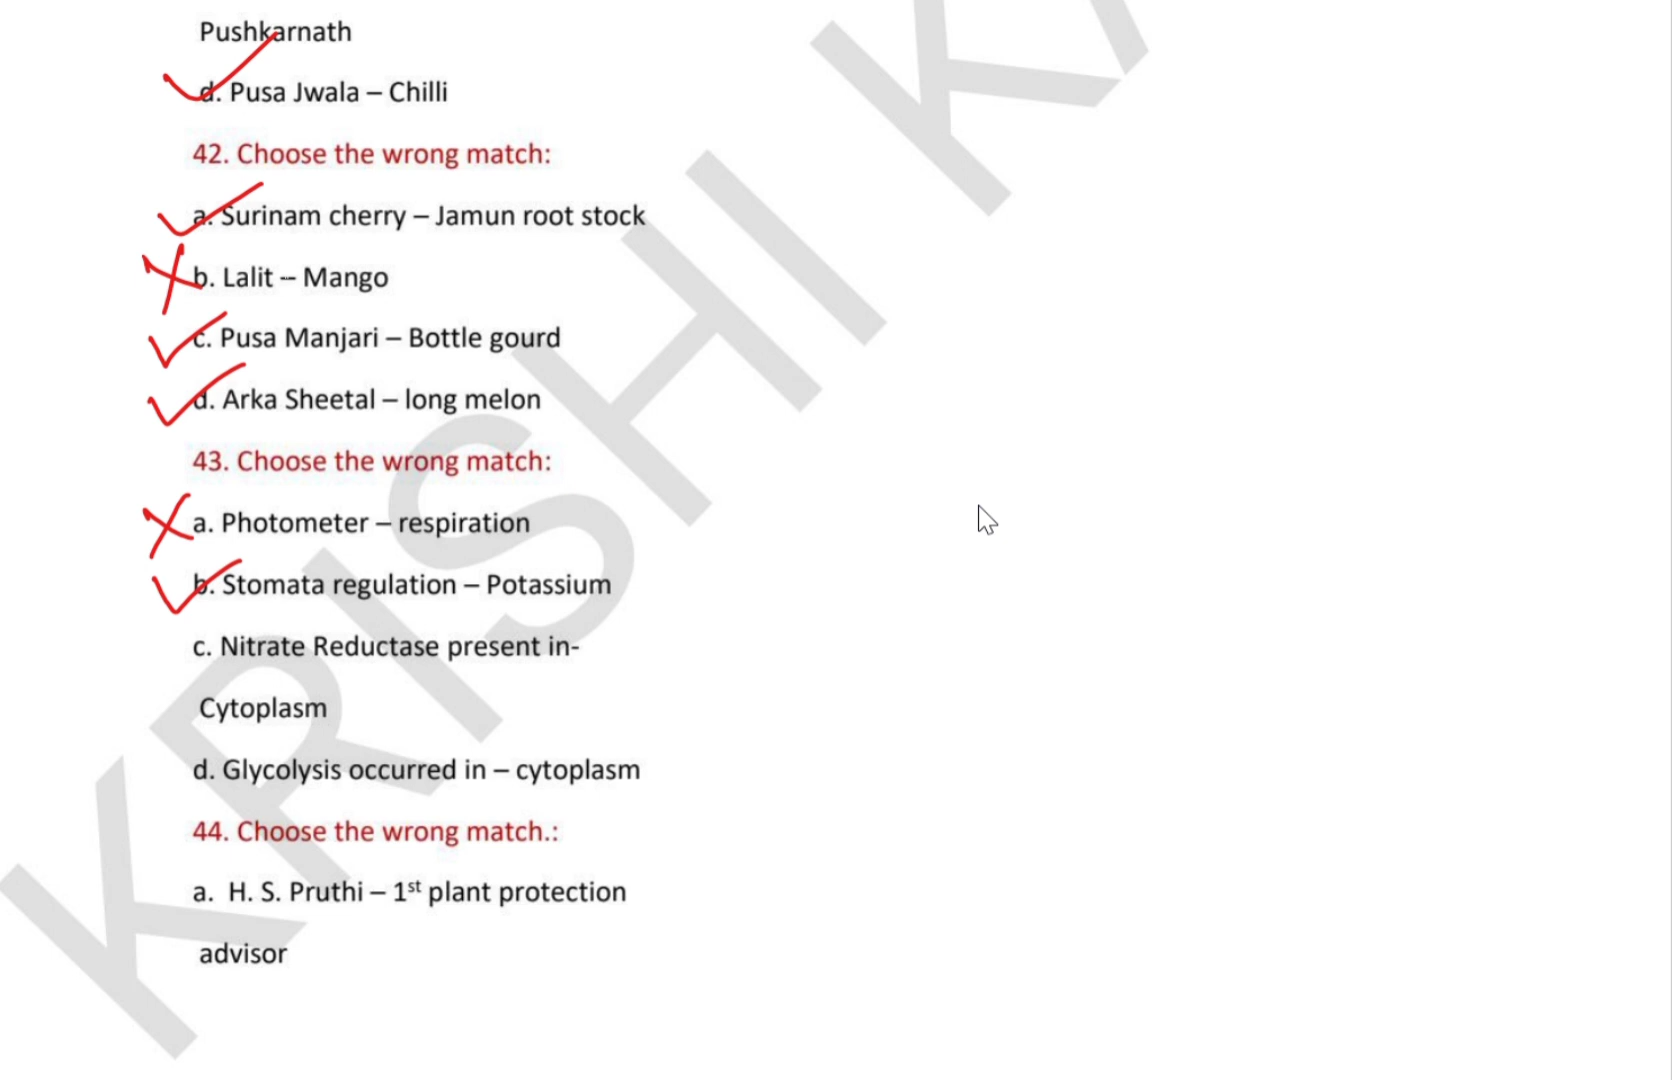 Pushkarnath
d. Pusa Jwala – Chilli
42. Choose the wrong match:
a. Surinam cherry – Jamun root stock
b. Lalit -- Mango
c. Pusa Manjari – Bottle gourd
d. Arka Sheetal – long melon
43. Choose the wrong match:
a. Photometer – respiration
b. Stomata regulation – Potassium
c. Nitrate Reductase present in-
Cytoplasm
d. Glycolysis occurred in – cytoplasm
44. Choose the wrong match.:
a. H. S. Pruthi – 1st plant protection
advisor
KRISHI KA